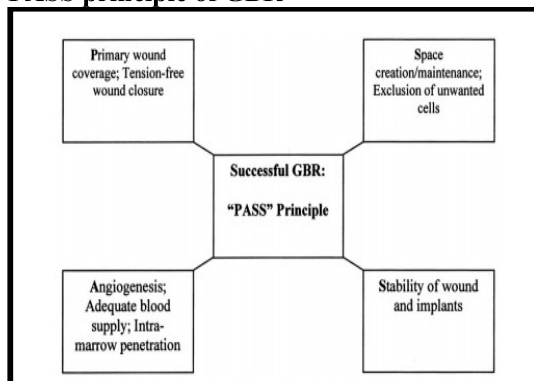 PASS principle of GBR
Primary wound
coverage; Tension-free
wound closure
Space
creation/maintenance;
Exclusion of unwanted
cells
Successful GBR:
“PASS” Principle
Angiogenesis;
Adequate blood
supply; Intra-
marrow penetration
Stability of wound
and implants